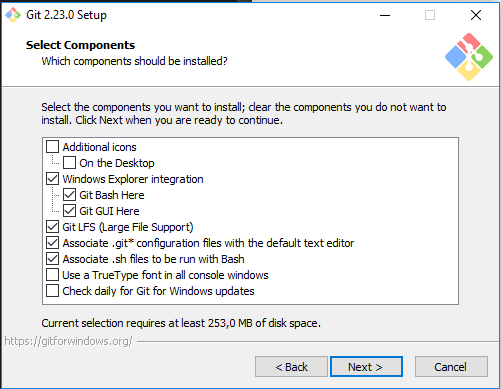 Git 2.23.0 Setup
Select Components
Which components should be installed?
Select the components you want to install; clear the components you do not want to
install. Click Next when you are ready to continue.
Additional icons
On the Desktop
Windows Explorer integration
Git Bash Here
Git GUI Here
Git LFS (Large File Support)
Associate .git* configuration files with the default text editor
Associate .sh files to be run with Bash
Use a TrueType font in all console windows
Check daily for Git for Windows updates
Current selection requires at least 253,0 MB of disk space.
https://gitforwindows.org/
< Back
Next >
Cancel